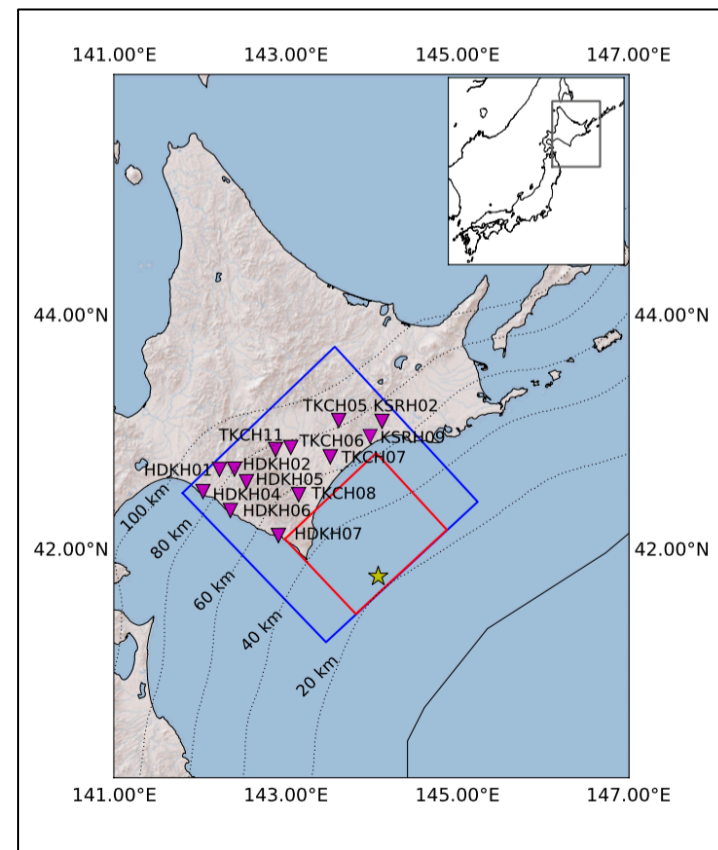 141.00°E 143.00°E 145.00°E 147.00°E
44.00°N 44.00°N
TKCH05 KSRH02
TKCH11 TKCH06 KSRH09
HDKH01 HDKH02 TKCH07
100 km HDKH04 HDKH05 TKCH08
80 km HDKH06
HDKH07
42.00°N 42.00°N
60 km
40 km
20 km
141.00°E 143.00°E 145.00°E 147.00°E